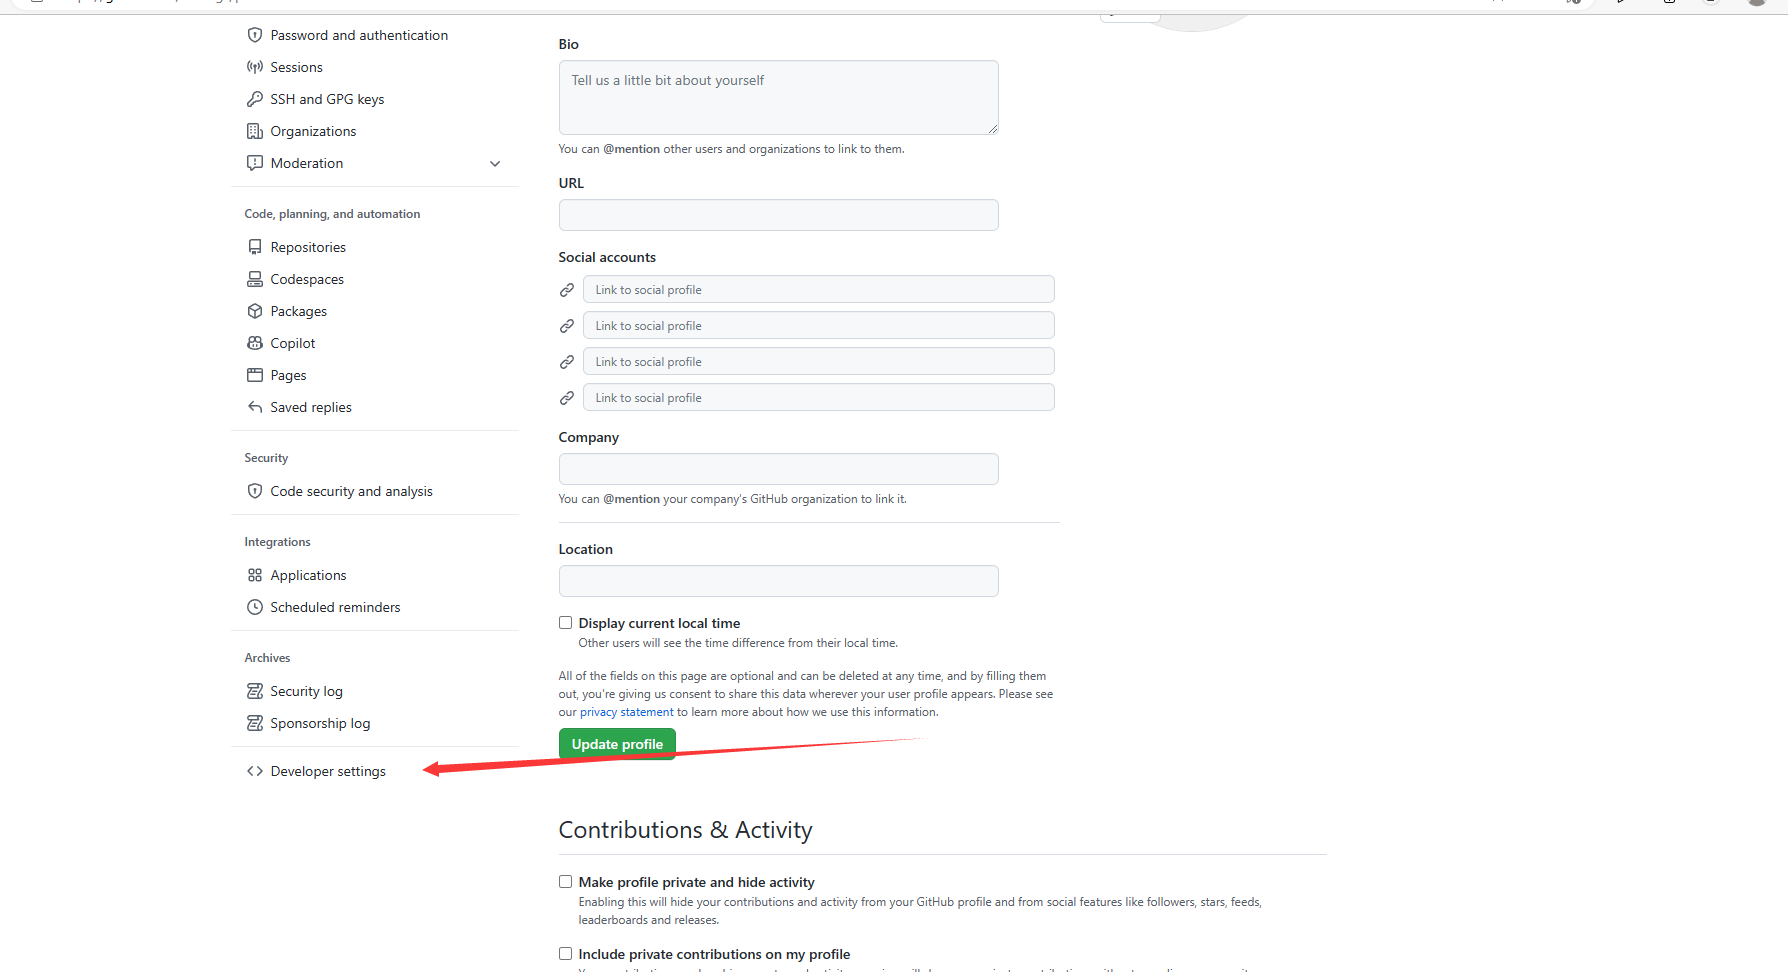 Password and authentication
Sessions
SSH and GPG keys
Organizations
Moderation
Code, planning, and automation
Repositories
Codespaces
Packages
Copilot
Pages
Saved replies
Security
Code security and analysis
Integrations
Applications
Scheduled reminders
Archives
Security log
Sponsorship log
Developer settings
Bio
Tell us a little bit about yourself
You can @mention other users and organizations to link to them.
URL
Social accounts
Link to social profile
Link to social profile
Link to social profile
Link to social profile
Company
You can @mention your company's GitHub organization to link it.
Location
Display current local time
Other users will see the time difference from their local time.
All of the fields on this page are optional and can be deleted at any time, and by filling them
out, you're giving us consent to share this data wherever your user profile appears. Please see
our privacy statement to learn more about how we use this information.
Update profile
Contributions & Activity
Make profile private and hide activity
Enabling this will hide your contributions and activity from your GitHub profile and from social features like followers, stars, feeds,
leaderboards and releases.
Include private contributions on my profile